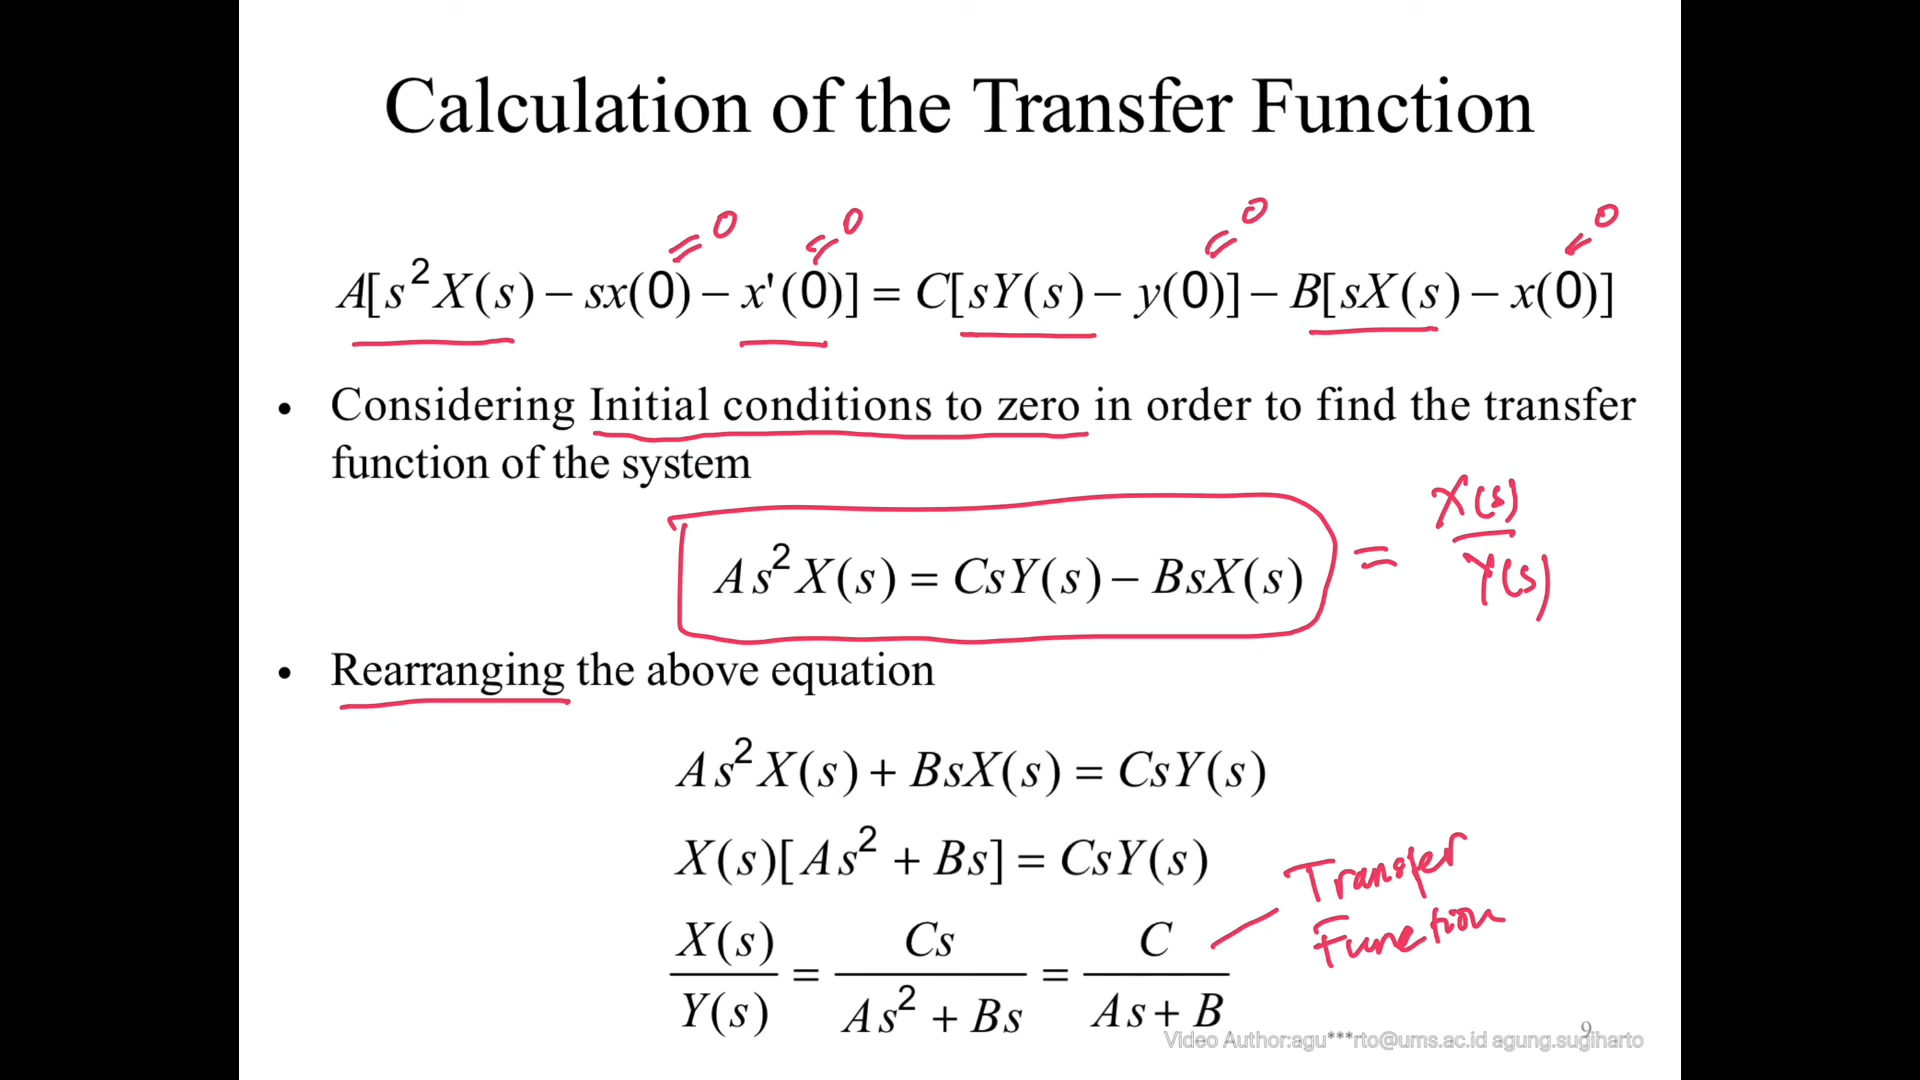 Calculation of the Transfer Function
= 0 0 0 0
A[s²X(s) – sx(0) – x'(0)] = C[sY(s) – y(0)] – B[sX(s) – x(0)]
• Considering Initial conditions to zero in order to find the transfer
function of the system
As²X(s) = CsY(s) – BsX(s) = X(s)/Y(s)
• Rearranging the above equation
As²X(s) + BsX(s) = CsY(s)
X(s)[As² + Bs] = CsY(s)
Transfer
Function
X(s)/Y(s) = Cs/(As² + Bs) = C/(As + B)
9
Video Author:agu***rto@ums.ac.id agung.sugiharto